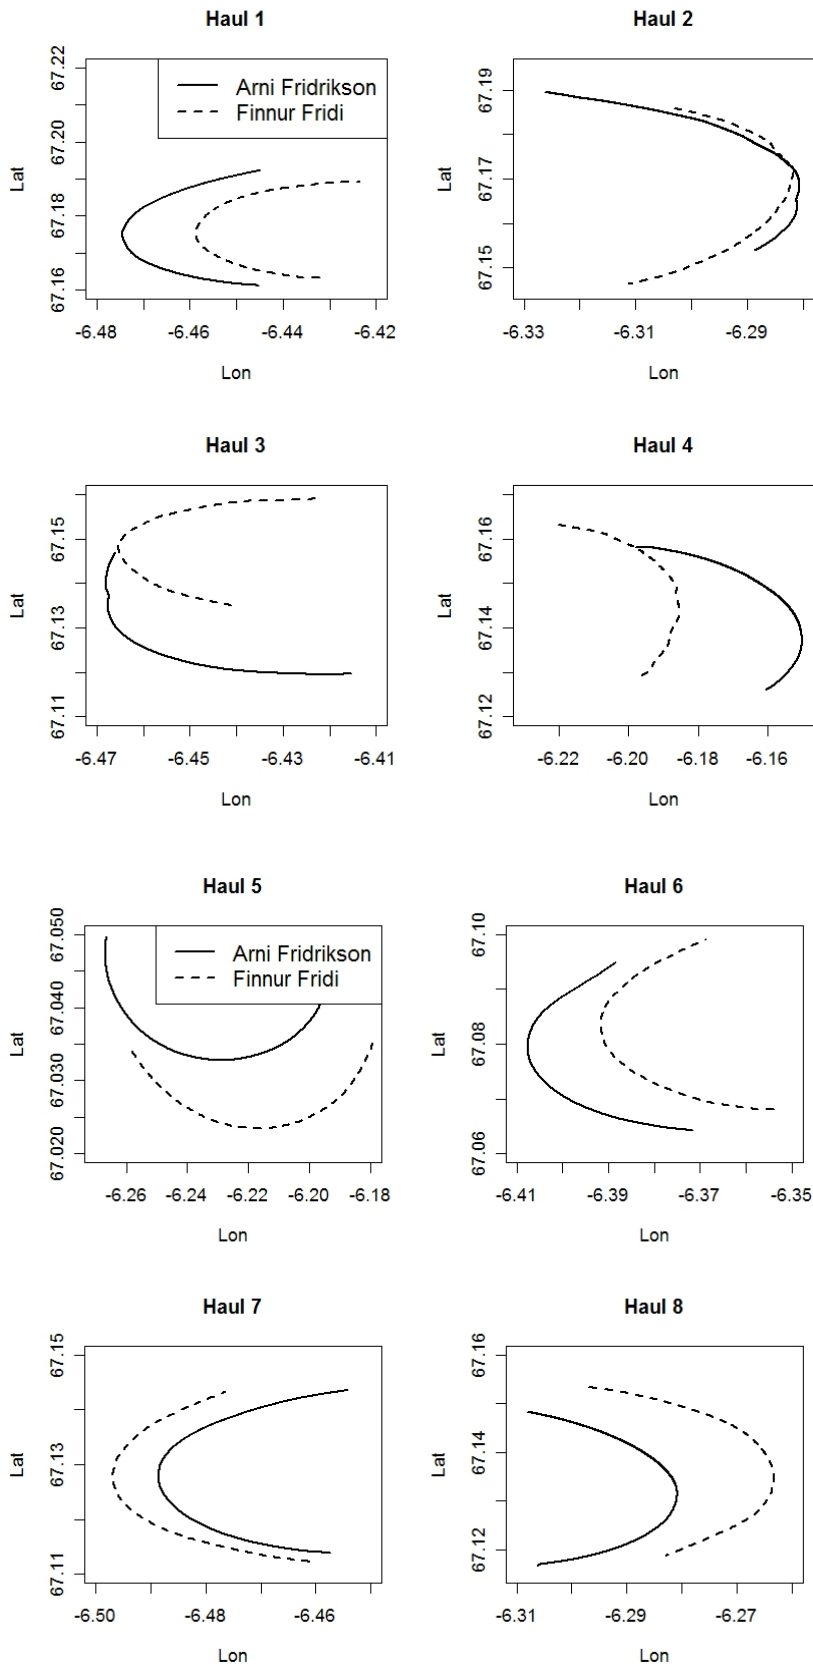 Haul 1
67.22
67.20
67.18
67.16
Lat
Arni Fridrikson
Finnur Fridi
-6.48 -6.46 -6.44 -6.42
Lon
Haul 2
67.19
67.17
67.15
Lat
-6.33 -6.31 -6.29
Lon
Haul 3
67.15
67.13
67.11
Lat
-6.47 -6.45 -6.43 -6.41
Lon
Haul 4
67.16
67.14
67.12
Lat
-6.22 -6.20 -6.18 -6.16
Lon
Haul 5
67.050
67.040
67.030
67.020
Lat
Arni Fridrikson
Finnur Fridi
-6.26 -6.24 -6.22 -6.20 -6.18
Lon
Haul 6
67.10
67.08
67.06
Lat
-6.41 -6.39 -6.37 -6.35
Lon
Haul 7
67.15
67.13
67.11
Lat
-6.50 -6.48 -6.46
Lon
Haul 8
67.16
67.14
67.12
Lat
-6.31 -6.29 -6.27
Lon